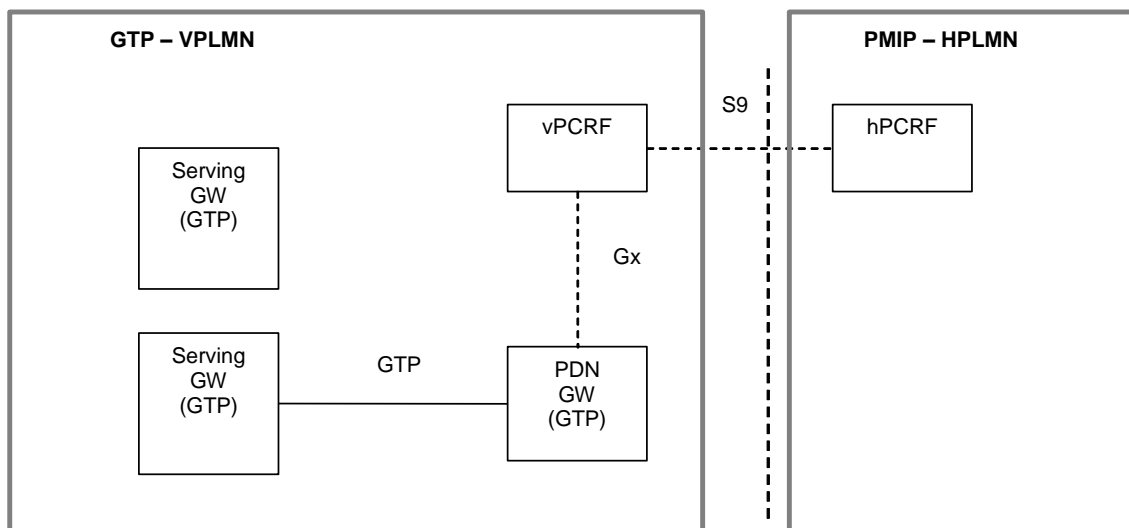 GTP – VPLMN
PMIP – HPLMN
S9
vPCRF
hPCRF
Serving
GW
(GTP)
Gx
Serving
GW
(GTP)
GTP
PDN
GW
(GTP)